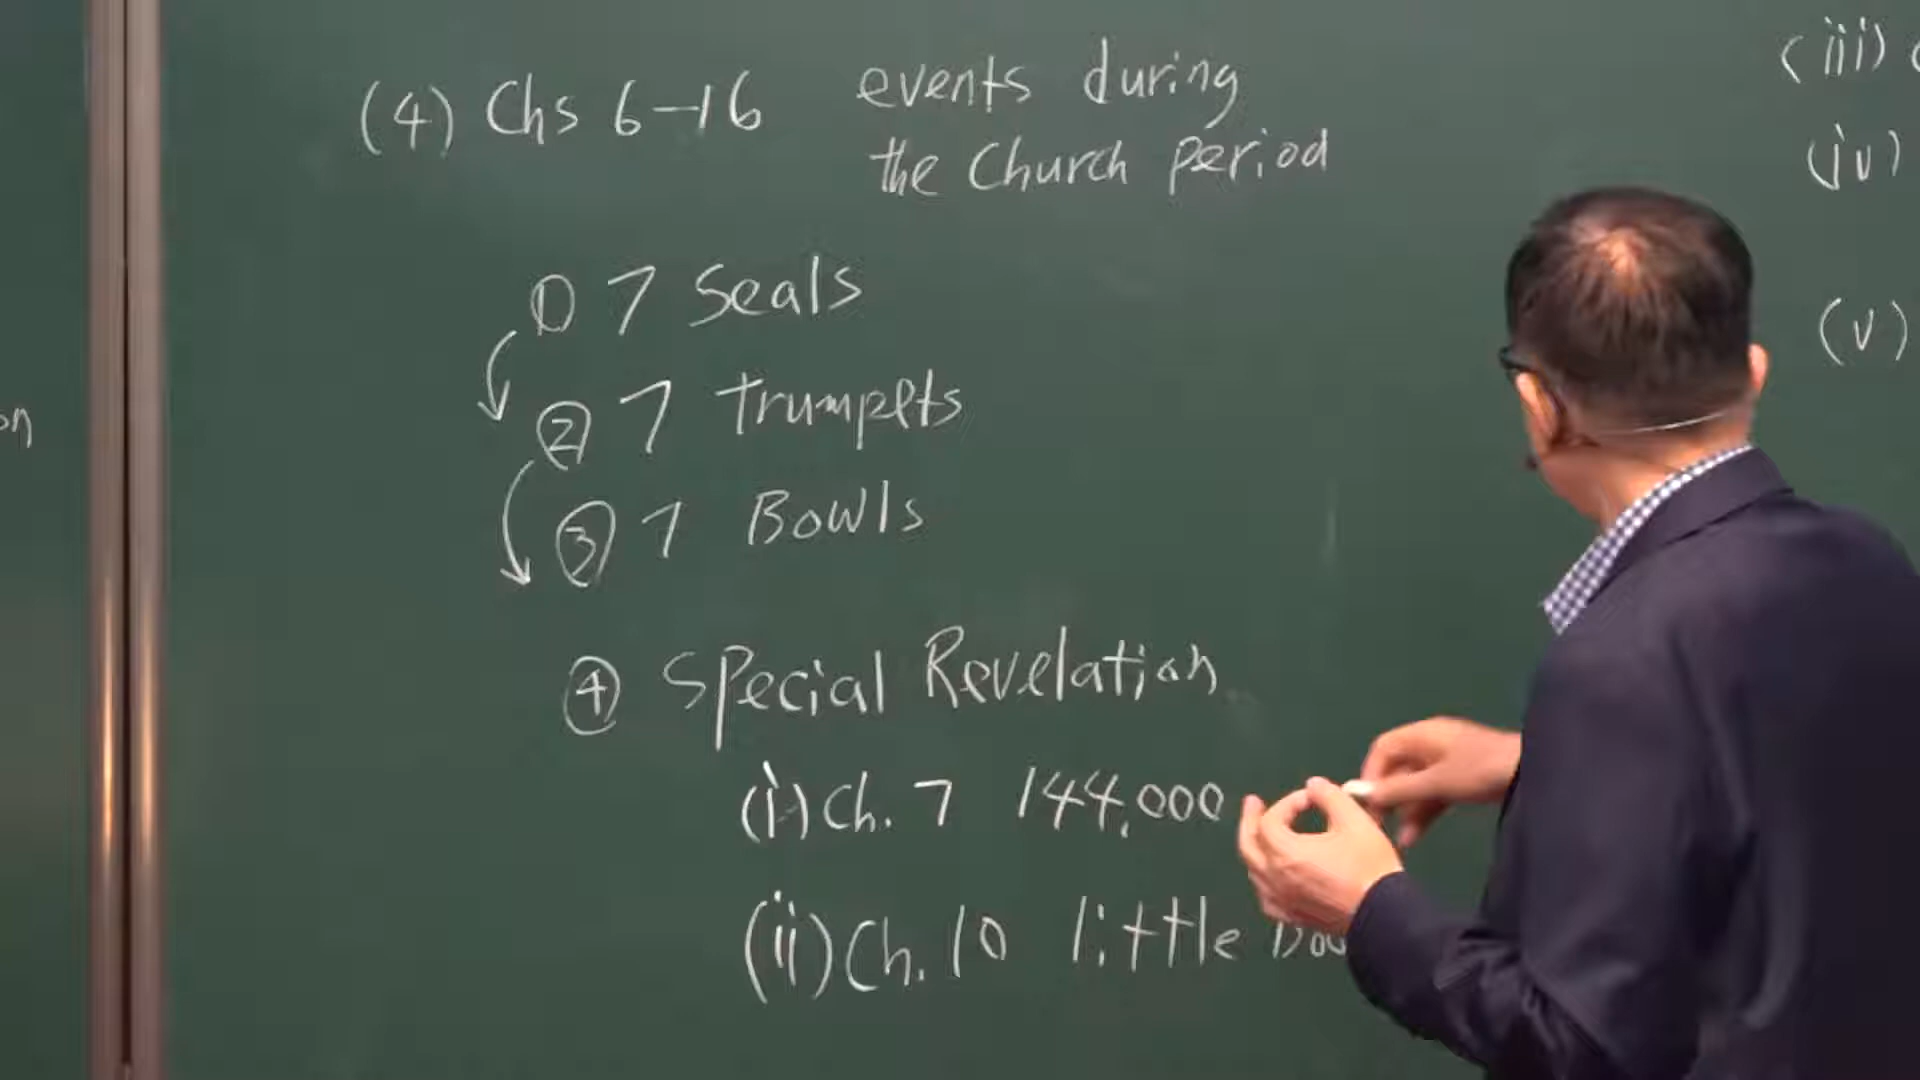 (4) Chs 6-16 events during
the Church Period
① 7 Seals
② 7 Trumpets
③ 7 Bowls
④ Special Revelation
(i) Ch. 7 144,000
(ii) Ch. 10 little
(iii)
(iv)
(v)